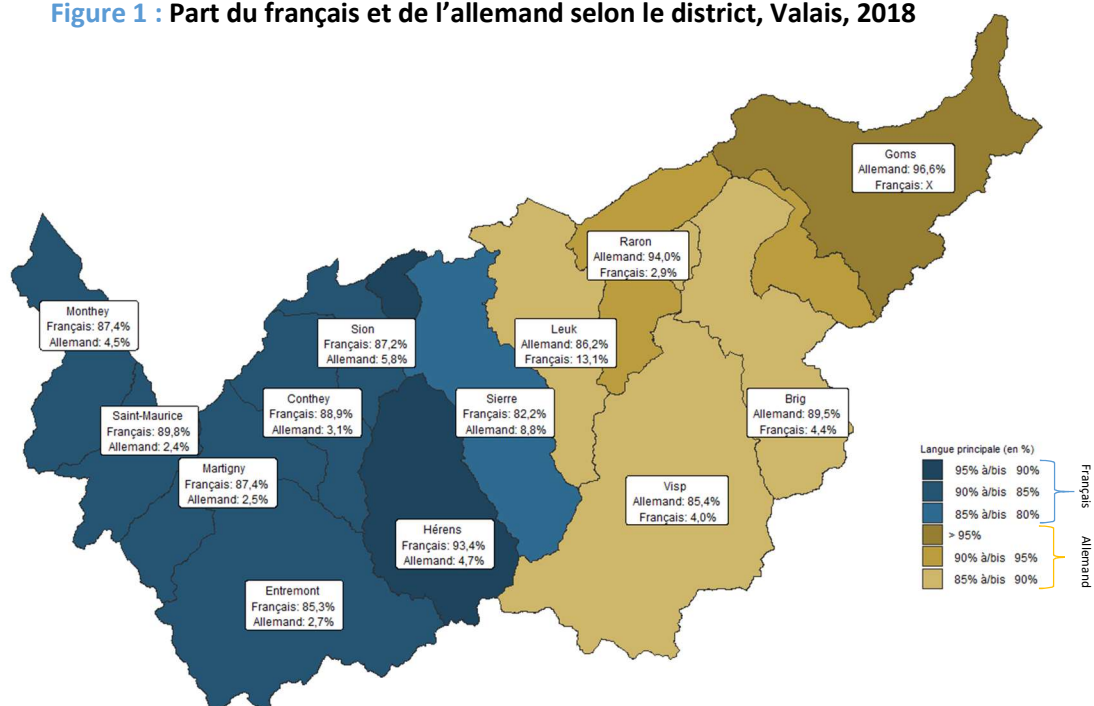 Figure 1 : Part du français et de l’allemand selon le district, Valais, 2018
Goms
Allemand: 96,6%
Français: X
Raron
Allemand: 94,0%
Français: 2,9%
Monthey
Français: 87,4%
Allemand: 4,5%
Sion
Français: 87,2%
Allemand: 5,8%
Leuk
Allemand: 86,2%
Français: 13,1%
Conthey
Français: 88,9%
Allemand: 3,1%
Sierre
Français: 82,2%
Allemand: 8,8%
Brig
Allemand: 89,5%
Français: 4,4%
Saint-Maurice
Français: 89,8%
Allemand: 2,4%
Martigny
Français: 87,4%
Allemand: 2,5%
Visp
Allemand: 85,4%
Français: 4,0%
Hérens
Français: 93,4%
Allemand: 4,7%
Entremont
Français: 85,3%
Allemand: 2,7%
Langue principale (en %)
95% à/bis 90%
90% à/bis 85%
85% à/bis 80%
> 95%
90% à/bis 95%
85% à/bis 90%
Français
Allemand